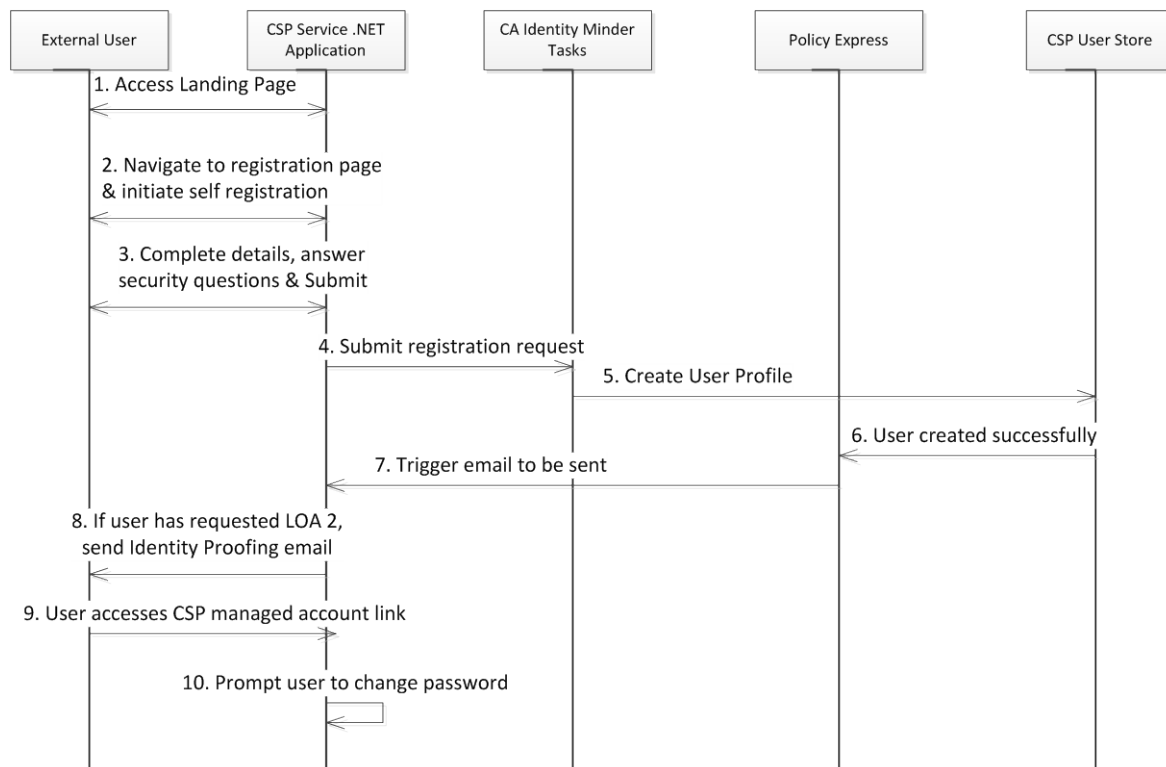 External User
CSP Service .NET
Application
CA Identity Minder
Tasks
Policy Express
CSP User Store
1. Access Landing Page
2. Navigate to registration page
& initiate self registration
3. Complete details, answer
security questions & Submit
4. Submit registration request
5. Create User Profile
6. User created successfully
7. Trigger email to be sent
8. If user has requested LOA 2,
send Identity Proofing email
9. User accesses CSP managed account link
10. Prompt user to change password